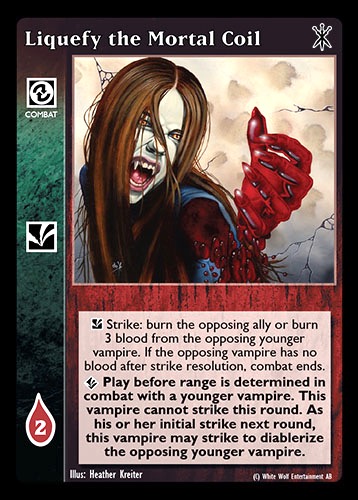 Liquefy the Mortal Coil
COMBAT
Strike: burn the opposing ally or burn
3 blood from the opposing younger
vampire. If the opposing vampire has no
blood after strike resolution, combat ends.
Play before range is determined in
combat with a younger vampire. This
vampire cannot strike this round. As
his or her initial strike next round,
this vampire may strike to diablerize
the opposing younger vampire.
2
Illus: Heather Kreiter
(C) White Wolf Entertainment AB